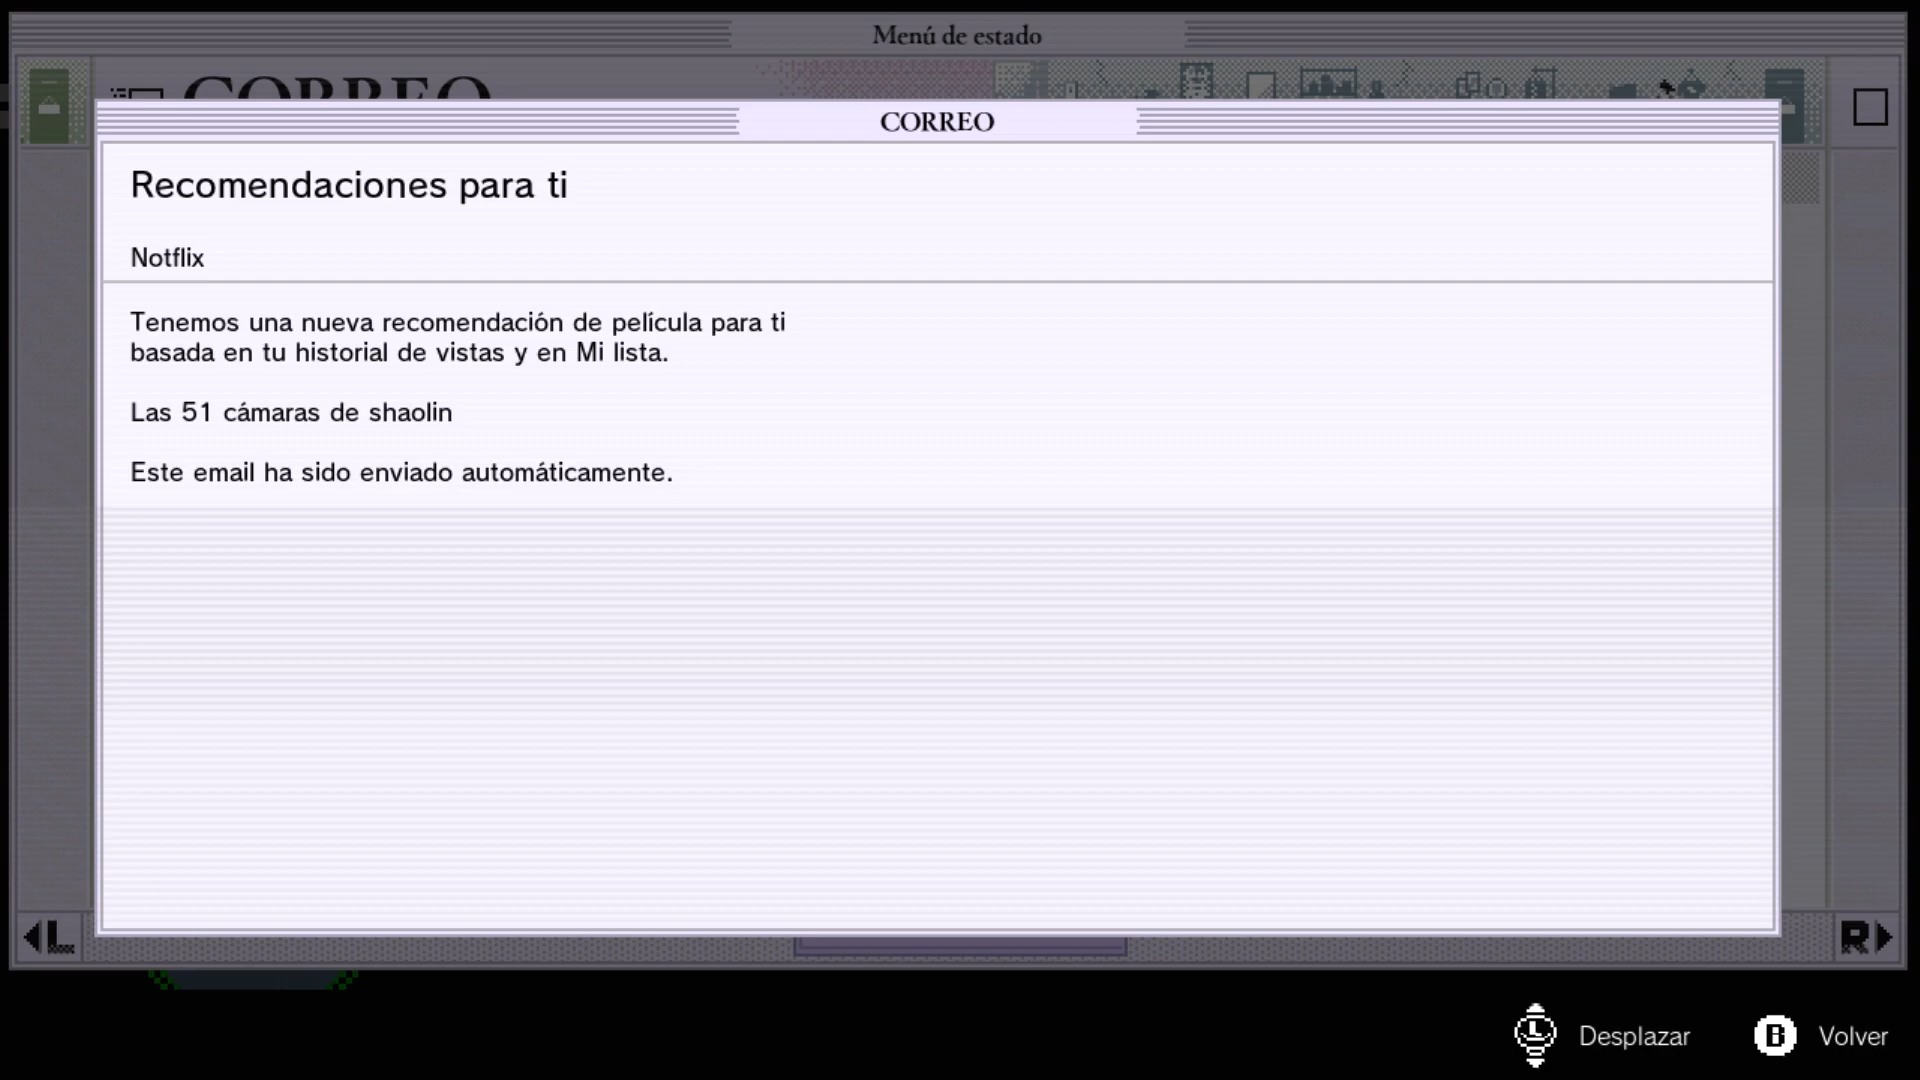 Menú de estado
CORREO
CORREO
Recomendaciones para ti
Notflix
Tenemos una nueva recomendación de película para ti
basada en tu historial de vistas y en Mi lista.
Las 51 cámaras de shaolin
Este email ha sido enviado automáticamente.
L
R
L Desplazar
B Volver